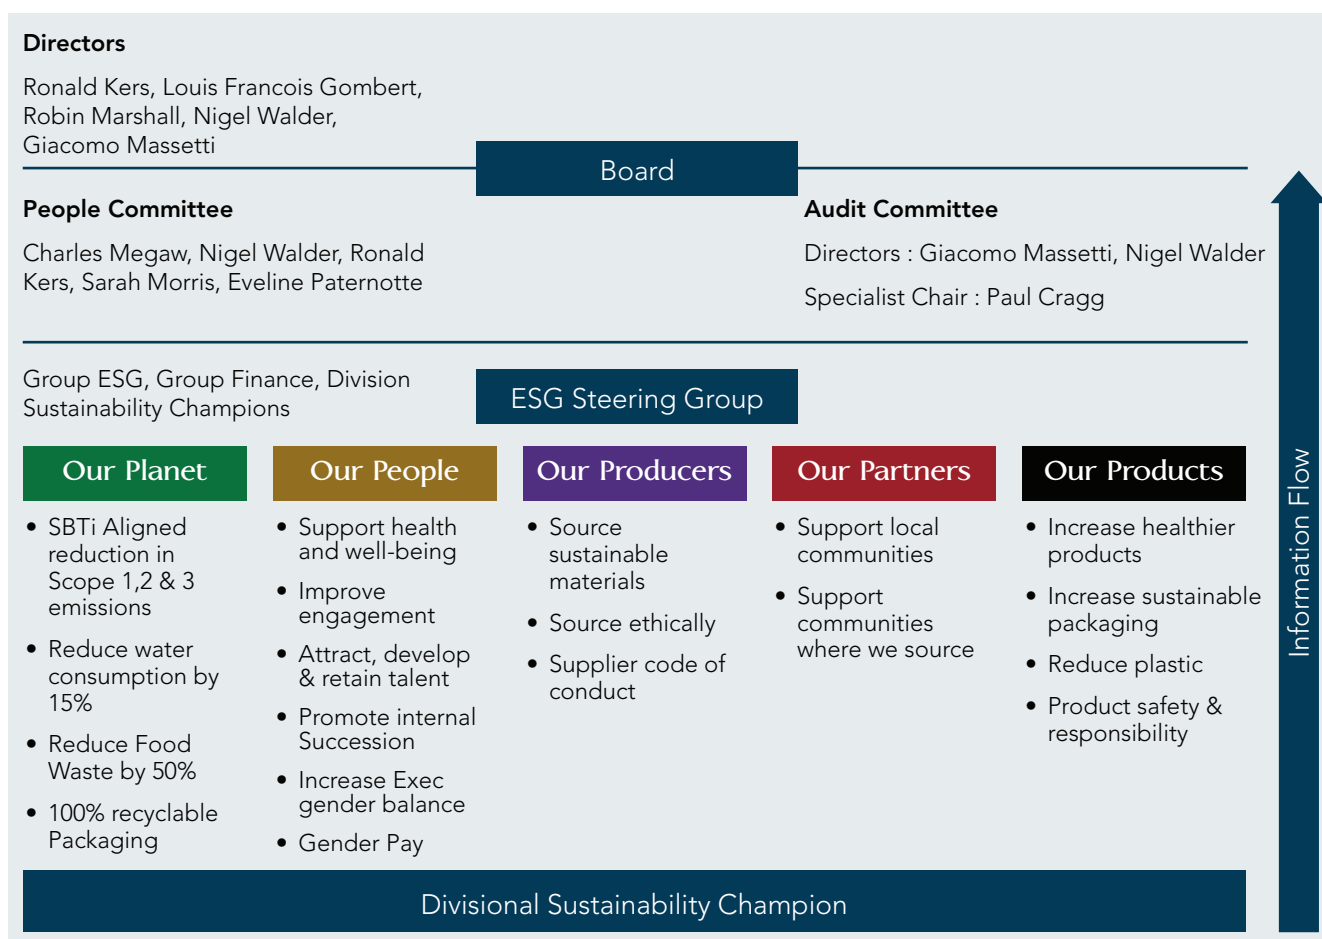 Directors
Ronald Kers, Louis Francois Gombert,
Robin Marshall, Nigel Walder,
Giacomo Massetti
Board
People Committee
Charles Megaw, Nigel Walder, Ronald
Kers, Sarah Morris, Eveline Paternotte
Audit Committee
Directors : Giacomo Massetti, Nigel Walder
Specialist Chair : Paul Cragg
Group ESG, Group Finance, Division
Sustainability Champions
ESG Steering Group
Our Planet
• SBTi Aligned
reduction in
Scope 1,2 & 3
emissions
• Reduce water
consumption by
15%
• Reduce Food
Waste by 50%
• 100% recyclable
Packaging
Our People
• Support health
and well-being
• Improve
engagement
• Attract, develop
& retain talent
• Promote internal
Succession
• Increase Exec
gender balance
• Gender Pay
Our Producers
• Source
sustainable
materials
• Source ethically
• Supplier code of
conduct
Our Partners
• Support local
communities
• Support
communities
where we source
Our Products
• Increase healthier
products
• Increase sustainable
packaging
• Reduce plastic
• Product safety &
responsibility
Divisional Sustainability Champion
Information Flow